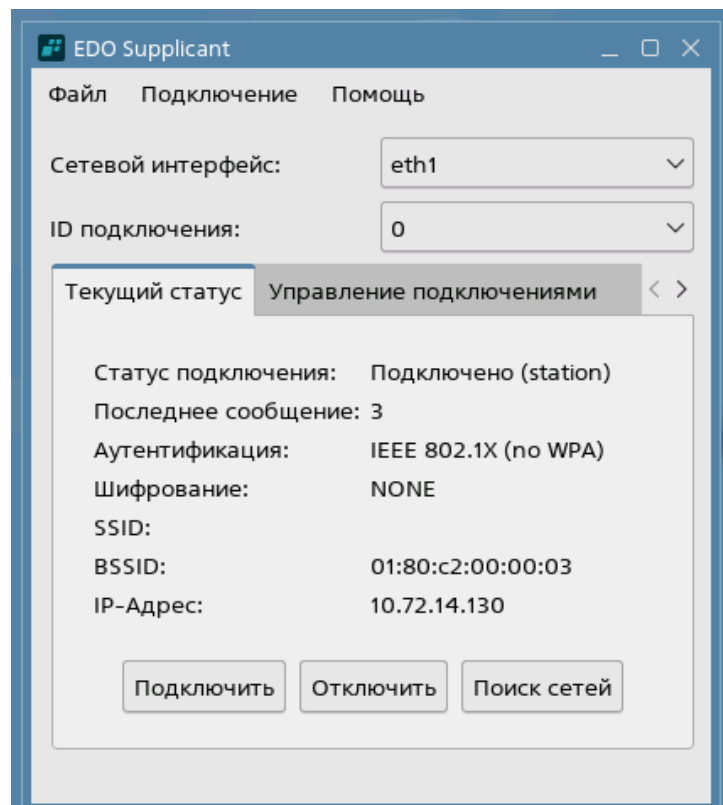 EDO Supplicant
Файл Подключение Помощь
Сетевой интерфейс: eth1
ID подключения: 0
Текущий статус Управление подключениями
Статус подключения: Подключено (station)
Последнее сообщение: 3
Аутентификация: IEEE 802.1X (no WPA)
Шифрование: NONE
SSID:
BSSID: 01:80:c2:00:00:03
IP-Адрес: 10.72.14.130
Подключить Отключить Поиск сетей